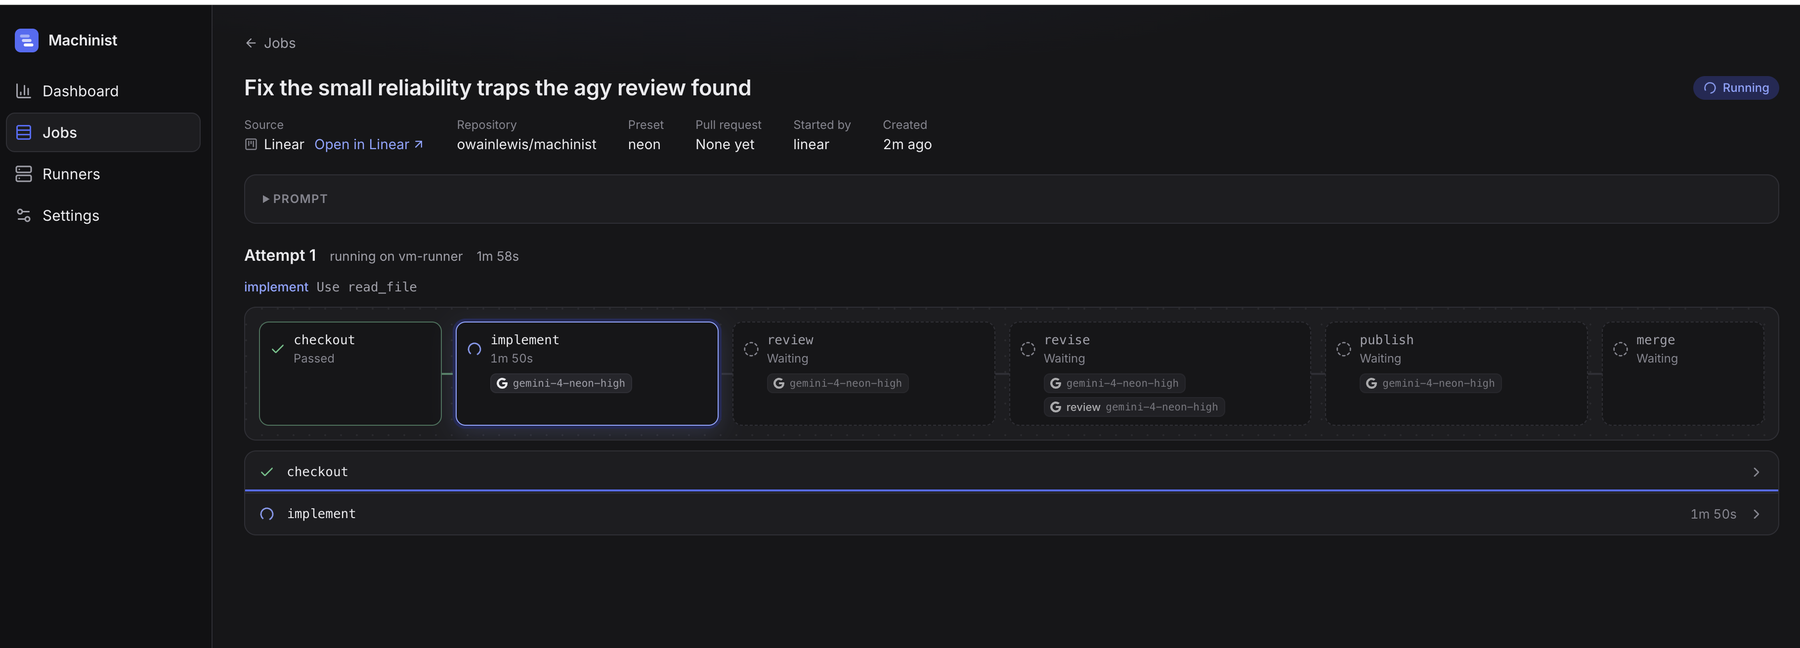 Machinist
Dashboard
Jobs
Runners
Settings
← Jobs
Fix the small reliability traps the agy review found
Running
Source
Linear Open in Linear ↗
Repository
owainlewis/machinist
Preset
neon
Pull request
None yet
Started by
linear
Created
2m ago
PROMPT
Attempt 1 running on vm-runner 1m 58s
implement Use read_file
checkout
Passed
implement
1m 50s
gemini-4-neon-high
review
Waiting
gemini-4-neon-high
revise
Waiting
gemini-4-neon-high
review gemini-4-neon-high
publish
Waiting
gemini-4-neon-high
merge
Waiting
checkout
implement 1m 50s